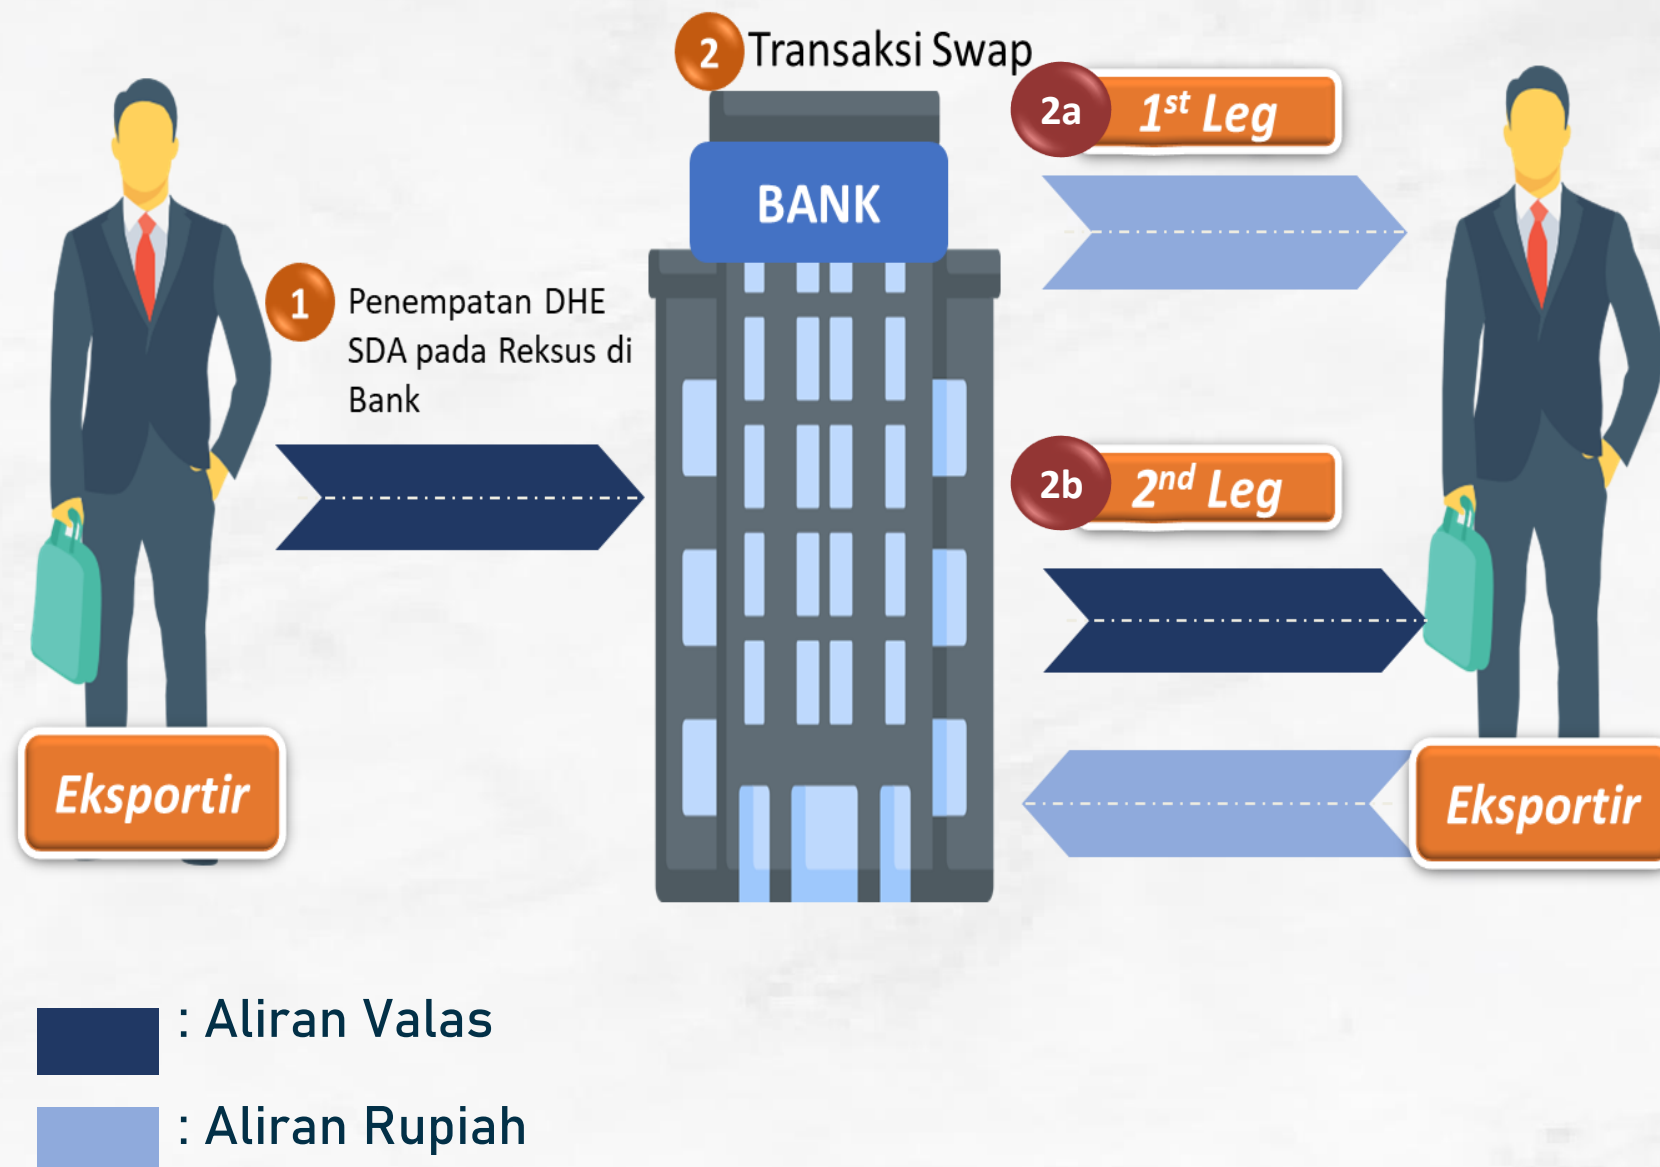 2 Transaksi Swap
2a 1st Leg
BANK
1 Penempatan DHE
SDA pada Reksus di
Bank
2b 2nd Leg
Eksportir
Eksportir
: Aliran Valas
: Aliran Rupiah